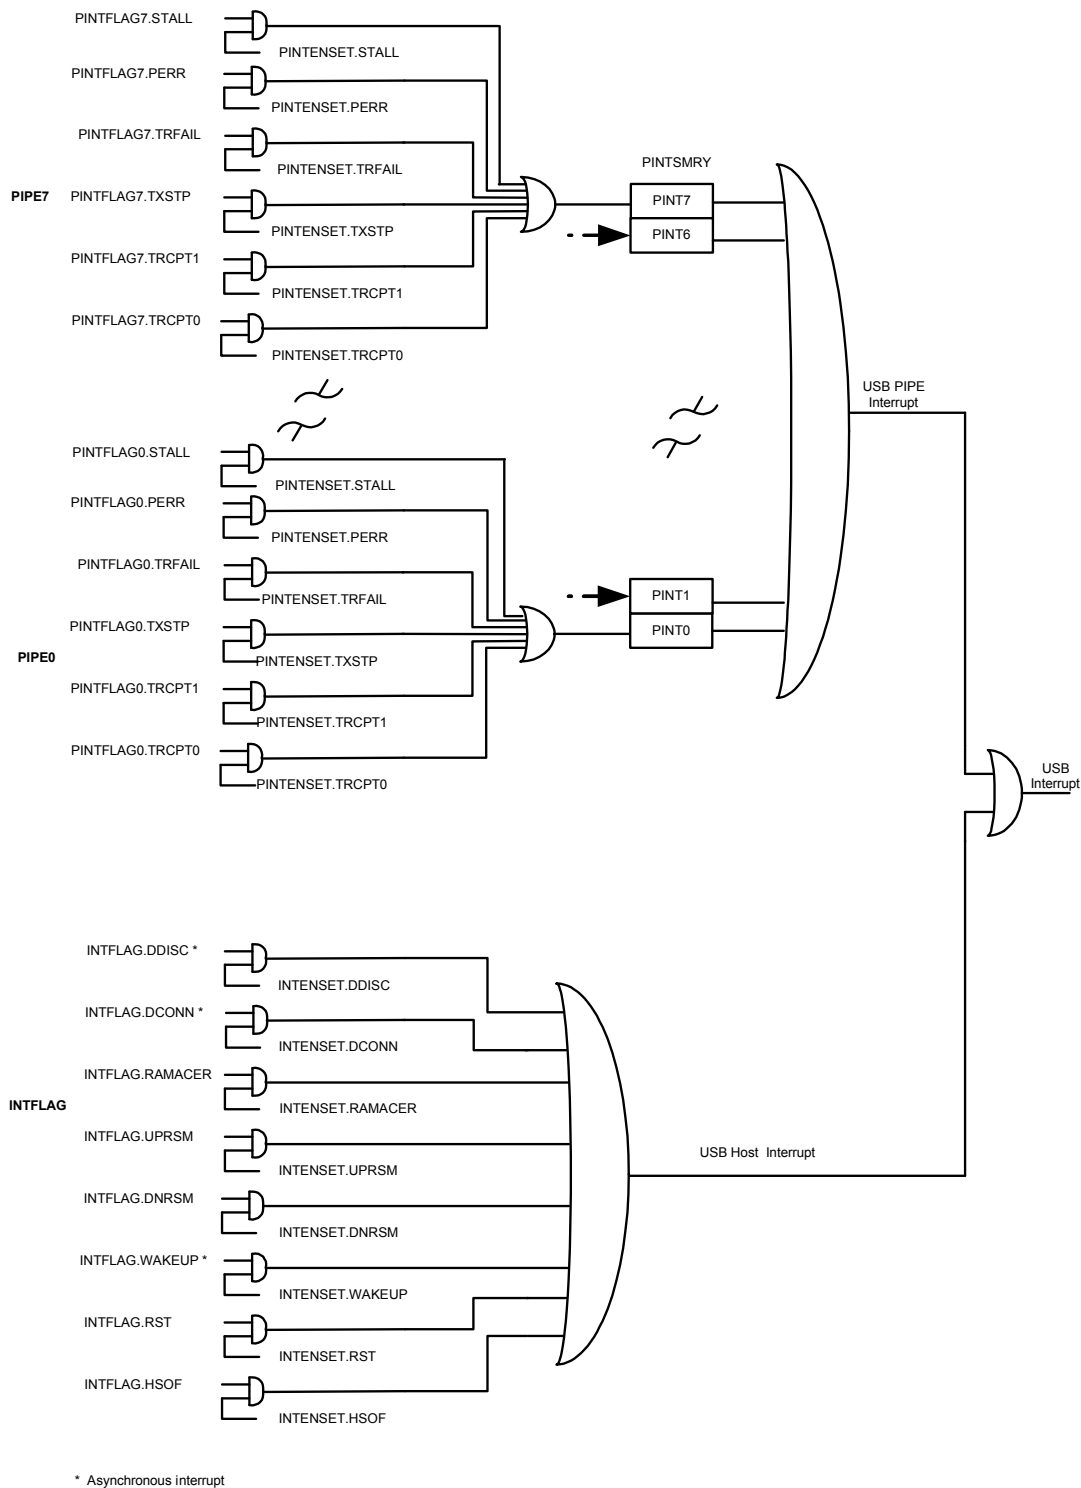 PINTFLAG7.STALL
PINTENSET.STALL
PINTFLAG7.PERR
PINTENSET.PERR
PINTFLAG7.TRFAIL
PINTENSET.TRFAIL
PINTSMRY
PIPE7
PINTFLAG7.TXSTP
PINT7
PINTENSET.TXSTP
PINT6
PINTFLAG7.TRCPT1
PINTENSET.TRCPT1
PINTFLAG7.TRCPT0
PINTENSET.TRCPT0
USB PIPE
Interrupt
PINTFLAG0.STALL
PINTENSET.STALL
PINTFLAG0.PERR
PINTENSET.PERR
PINTFLAG0.TRFAIL
PINTENSET.TRFAIL
PINT1
PINTFLAG0.TXSTP
PINT0
PIPE0
PINTENSET.TXSTP
PINTFLAG0.TRCPT1
PINTENSET.TRCPT1
PINTFLAG0.TRCPT0
PINTENSET.TRCPT0
USB
Interrupt
INTFLAG.DDISC *
INTENSET.DDISC
INTFLAG.DCONN *
INTENSET.DCONN
INTFLAG.RAMACER
INTFLAG
INTENSET.RAMACER
INTFLAG.UPRSM
USB Host Interrupt
INTENSET.UPRSM
INTFLAG.DNRSM
INTENSET.DNRSM
INTFLAG.WAKEUP *
INTENSET.WAKEUP
INTFLAG.RST
INTENSET.RST
INTFLAG.HSOF
INTENSET.HSOF
* Asynchronous interrupt